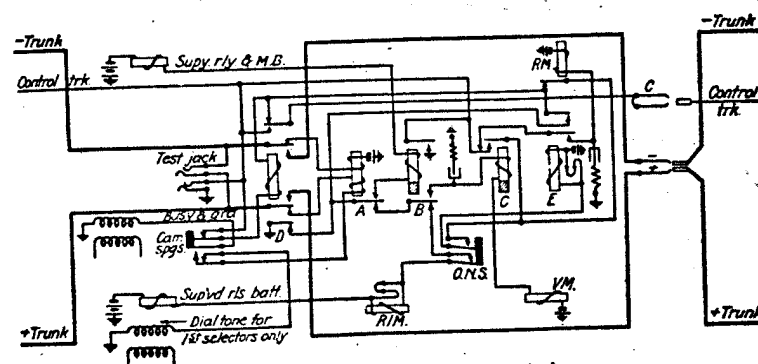 -Trunk
-Trunk
Supy rly & M.B.
RM.
Control trk
C
Control
trk.
Test jack
-
+
Busy & grd
Cam
spgs.
D
A
B
C
E
O.N.S.
Sup'vd rls batt.
VM.
+Trunk
+Trunk
Dial tone for
1st selectors only